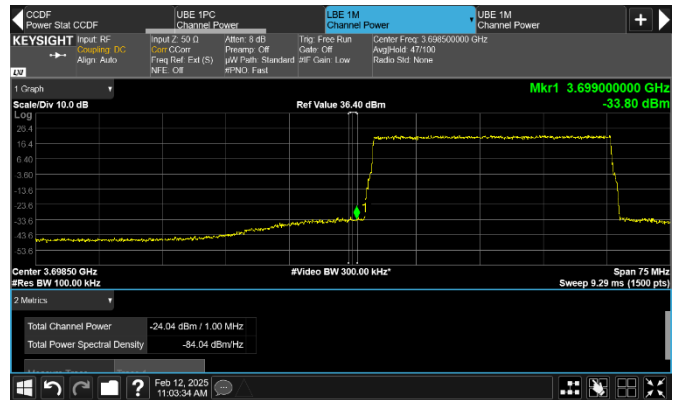 CCDF
Power Stat CCDF
UBE 1PC
Channel Power
LBE 1M
Channel Power
UBE 1M
Channel Power
KEYSIGHT
Input: RF
Coupling: DC
Align: Auto
Input Z: 50 Ω
Corr CCorr
Freq Ref: Ext (S)
NFE: Off
Atten: 8 dB
Preamp: Off
µW Path: Standard
#PNO: Fast
Trig: Free Run
Gate: Off
#IF Gain: Low
Center Freq: 3.698500000 GHz
Avg|Hold: 47/100
Radio Std: None
LXI
1 Graph
Mkr1 3.699000000 GHz
Scale/Div 10.0 dB
Ref Value 36.40 dBm
-33.80 dBm
Log
26.4
16.4
6.40
-3.60
-13.6
-23.6
-33.6
-43.6
-53.6
1
Center 3.69850 GHz
#Video BW 300.00 kHz*
Span 75 MHz
#Res BW 100.00 kHz
Sweep 9.29 ms (1500 pts)
2 Metrics
Total Channel Power
-24.04 dBm / 1.00 MHz
Total Power Spectral Density
-84.04 dBm/Hz
Feb 12, 2025
11:03:34 AM